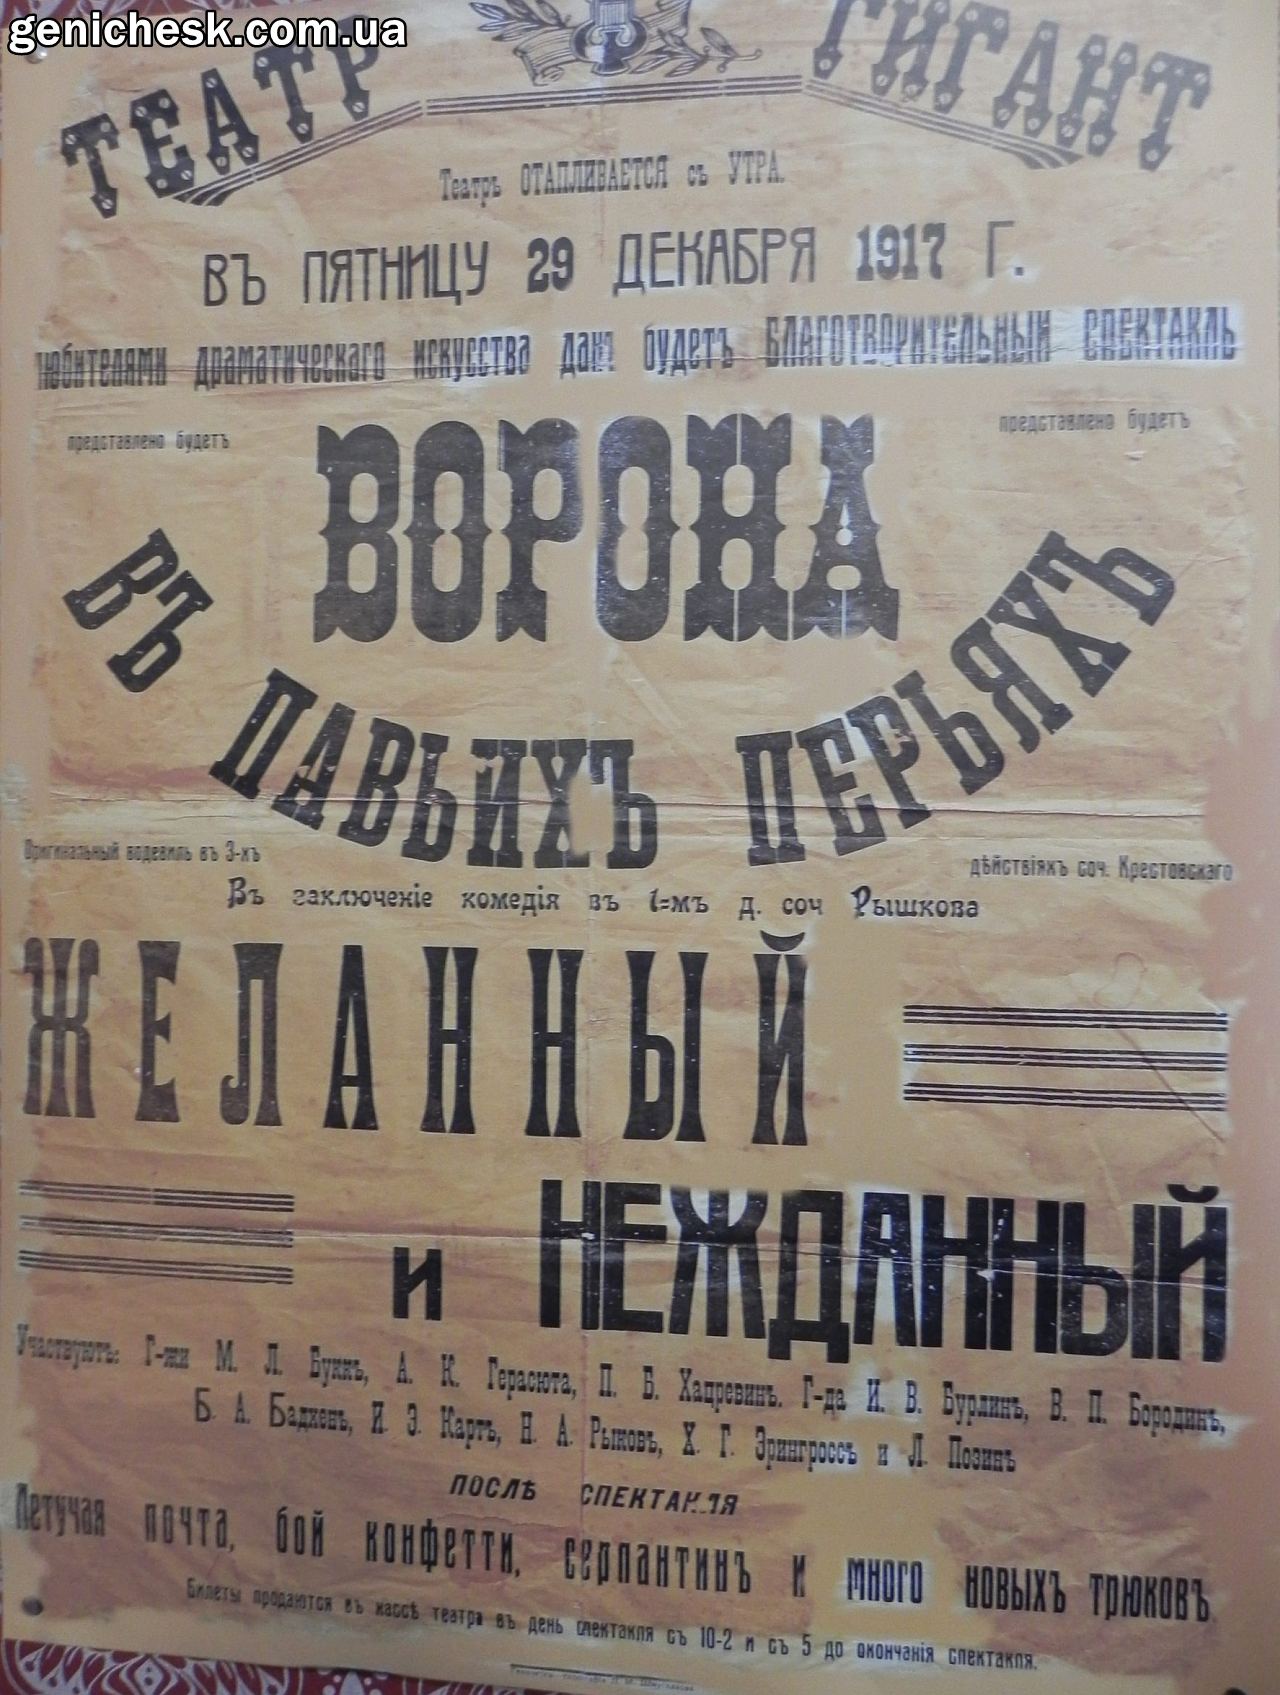 genichesk.com.ua
ТЕАТР ГИГАНТ
Театръ ОТАПЛИВАЕТСЯ съ УТРА.
ВЪ ПЯТНИЦУ 29 ДЕКАБРЯ 1917 Г.
любителями драматическаго искусства данъ будетъ БЛАГОТВОРИТЕЛЬНЫЙ СПЕКТАКЛЬ
представлено будетъ
представлено будетъ
ВОРОНА
ВЪ ПАВЬИХЪ ПЕРЬЯХЪ
Оригинальный водевиль въ 3-хъ
дѣйствіяхъ соч. Крестовскаго
Въ заключеніе комедія въ 1=мъ д. соч Рышкова
ЖЕЛАННЫЙ
и НЕЖДАННЫЙ
Участвуютъ: Г-жи М. Л. Букъ, А. К. Герасюта, П. Б. Хацревинъ. Г-да И. В. Бурлинъ, В. П. Бородинъ,
Б. А. Бадиенъ, И. Э. Картъ, Н. А. Рыковъ, Х. Г. Эрингроссъ и Л. Позинъ
ПОСЛѢ СПЕКТАКЛЯ
Летучая почта, бой конфетти, серпантинъ и много новыхъ трюковъ.
Билеты продаются въ кассѣ театра въ день спектакля съ 10-2 и съ 5 до окончанія спектакля.